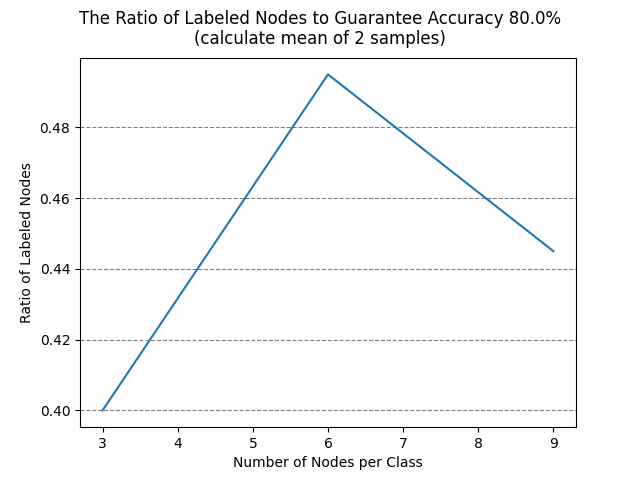 The Ratio of Labeled Nodes to Guarantee Accuracy 80.0%
(calculate mean of 2 samples)
0.48
0.46
0.44
0.42
0.40
Ratio of Labeled Nodes
3 4 5 6 7 8 9
Number of Nodes per Class